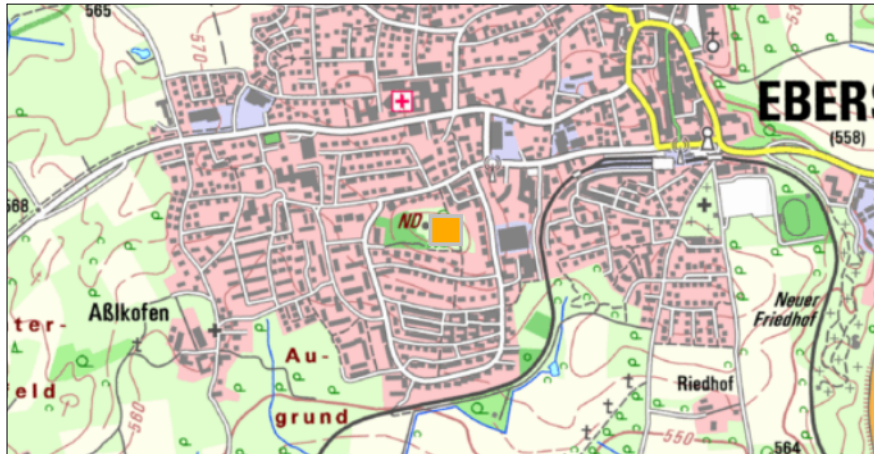 565
570
EBERS
(558)
568
ND
Aßlkofen
Neuer
Friedhof
ter-
feld
Au-
grund
Riedhof
560
550
564